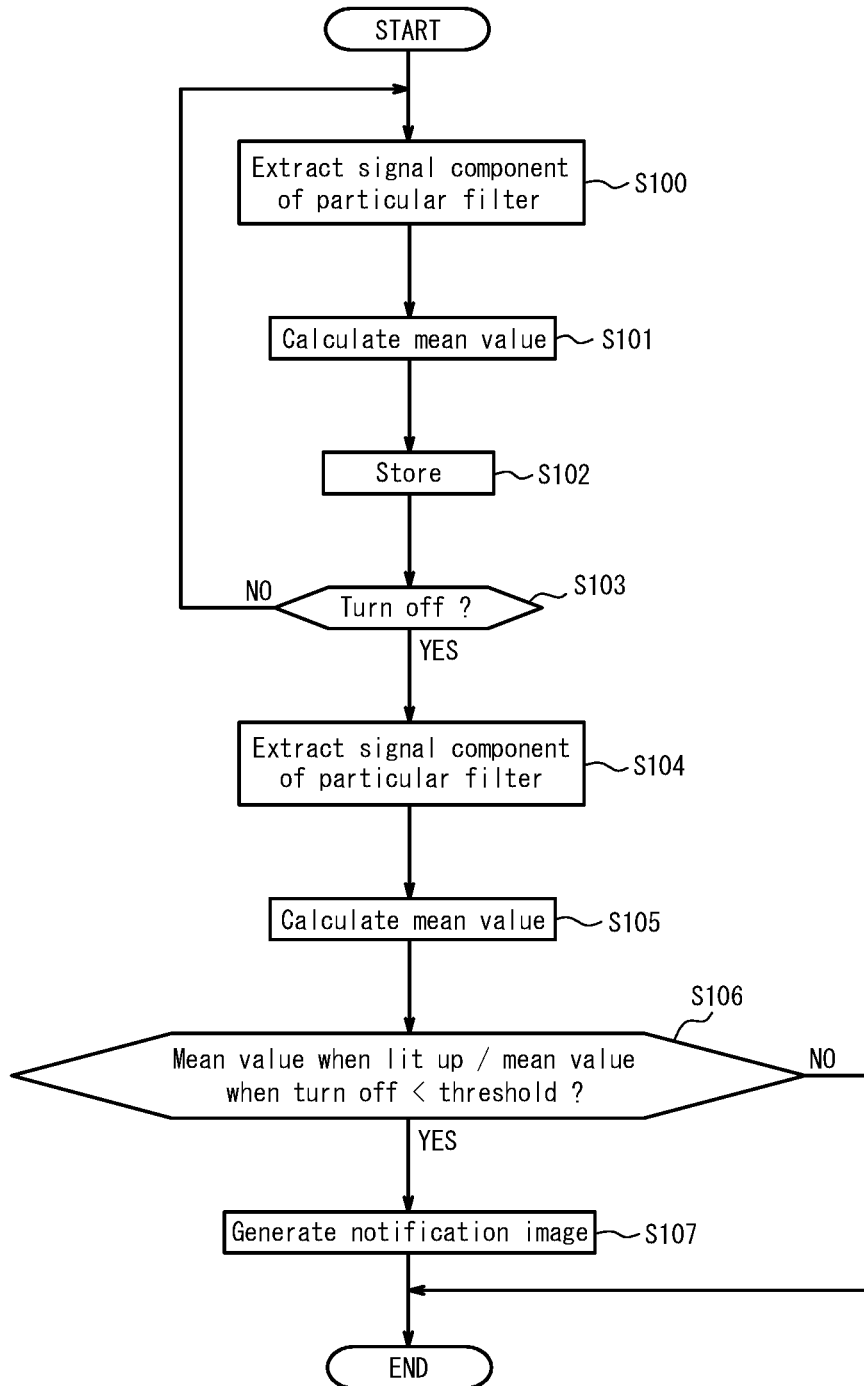 START
Extract signal component
of particular filter
S100
Calculate mean value
S101
Store
S102
NO
Turn off ?
S103
YES
Extract signal component
of particular filter
S104
Calculate mean value
S105
S106
Mean value when lit up / mean value
when turn off < threshold ?
NO
YES
Generate notification image
S107
END